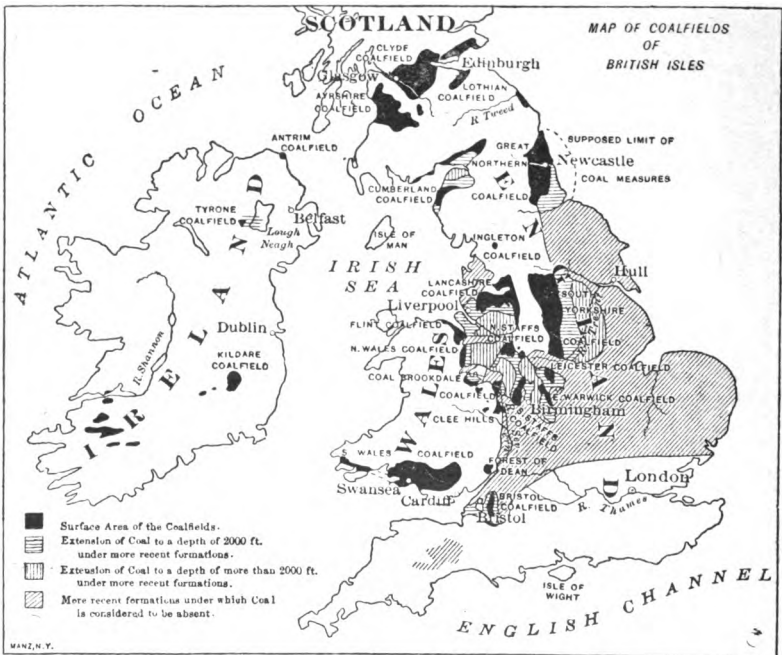 SCOTLAND
MAP OF COALFIELDS
OF
BRITISH ISLES
CLYDE
COALFIELD
Edinburgh
Glasgow
LOTHIAN
COALFIELD
AYRSHIRE
COALFIELD
R Tweed
ATLANTIC OCEAN
ANTRIM
COALFIELD
GREAT
NORTHERN
COALFIELD
SUPPOSED LIMIT OF
COAL MEASURES
Newcastle
CUMBERLAND
COALFIELD
TYRONE
COALFIELD
Belfast
Lough
Neagh
ISLE OF
MAN
INGLETON
COALFIELD
IRISH
SEA
LANCASHIRE
COALFIELD
Hull
Liverpool
SOUTH
YORKSHIRE
COALFIELD
R. Trent
FLINT COALFIELD
N. STAFFS
COALFIELD
Dublin
N. WALES COALFIELD
LEICESTER COALFIELD
R. Shannon
KILDARE
COALFIELD
COAL BROOKDALE
COALFIELD
E. WARWICK COALFIELD
Birmingham
CLEE HILLS
S. STAFFS
COALFIELD
IRELAND
WALES
ENGLAND
S WALES COALFIELD
FOREST OF
DEAN
London
Swansea
Cardiff
BRISTOL
COALFIELD
Bristol
R. Thames
Surface Area of the Coalfields.
Extension of Coal to a depth of 2000 ft.
under more recent formations.
Extension of Coal to a depth of more than 2000 ft.
under more recent formations.
More recent formations under which Coal
is considered to be absent.
ISLE OF
WIGHT
ENGLISH CHANNEL
MANZ, N.Y.